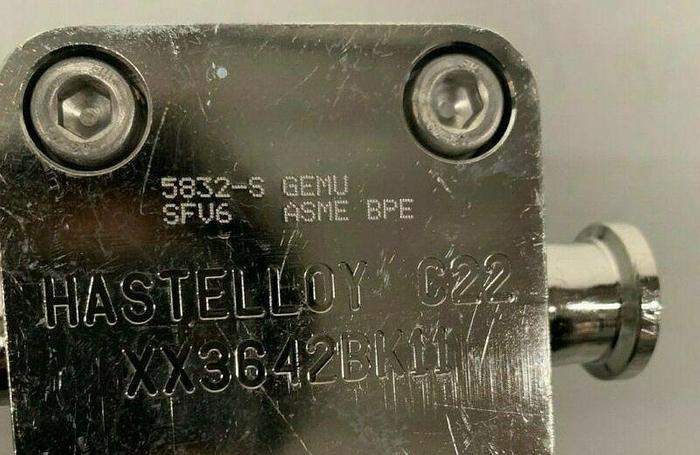 5832-S GEMU
SFV6 ASME BPE
HASTELLOY C22
XX3642BK11